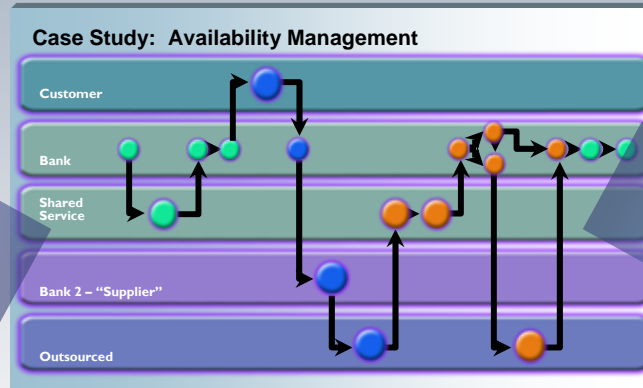 Case Study:  Availability Management
Customer
Bank
Shared
Service
Bank 2 – “Supplier”
Outsourced